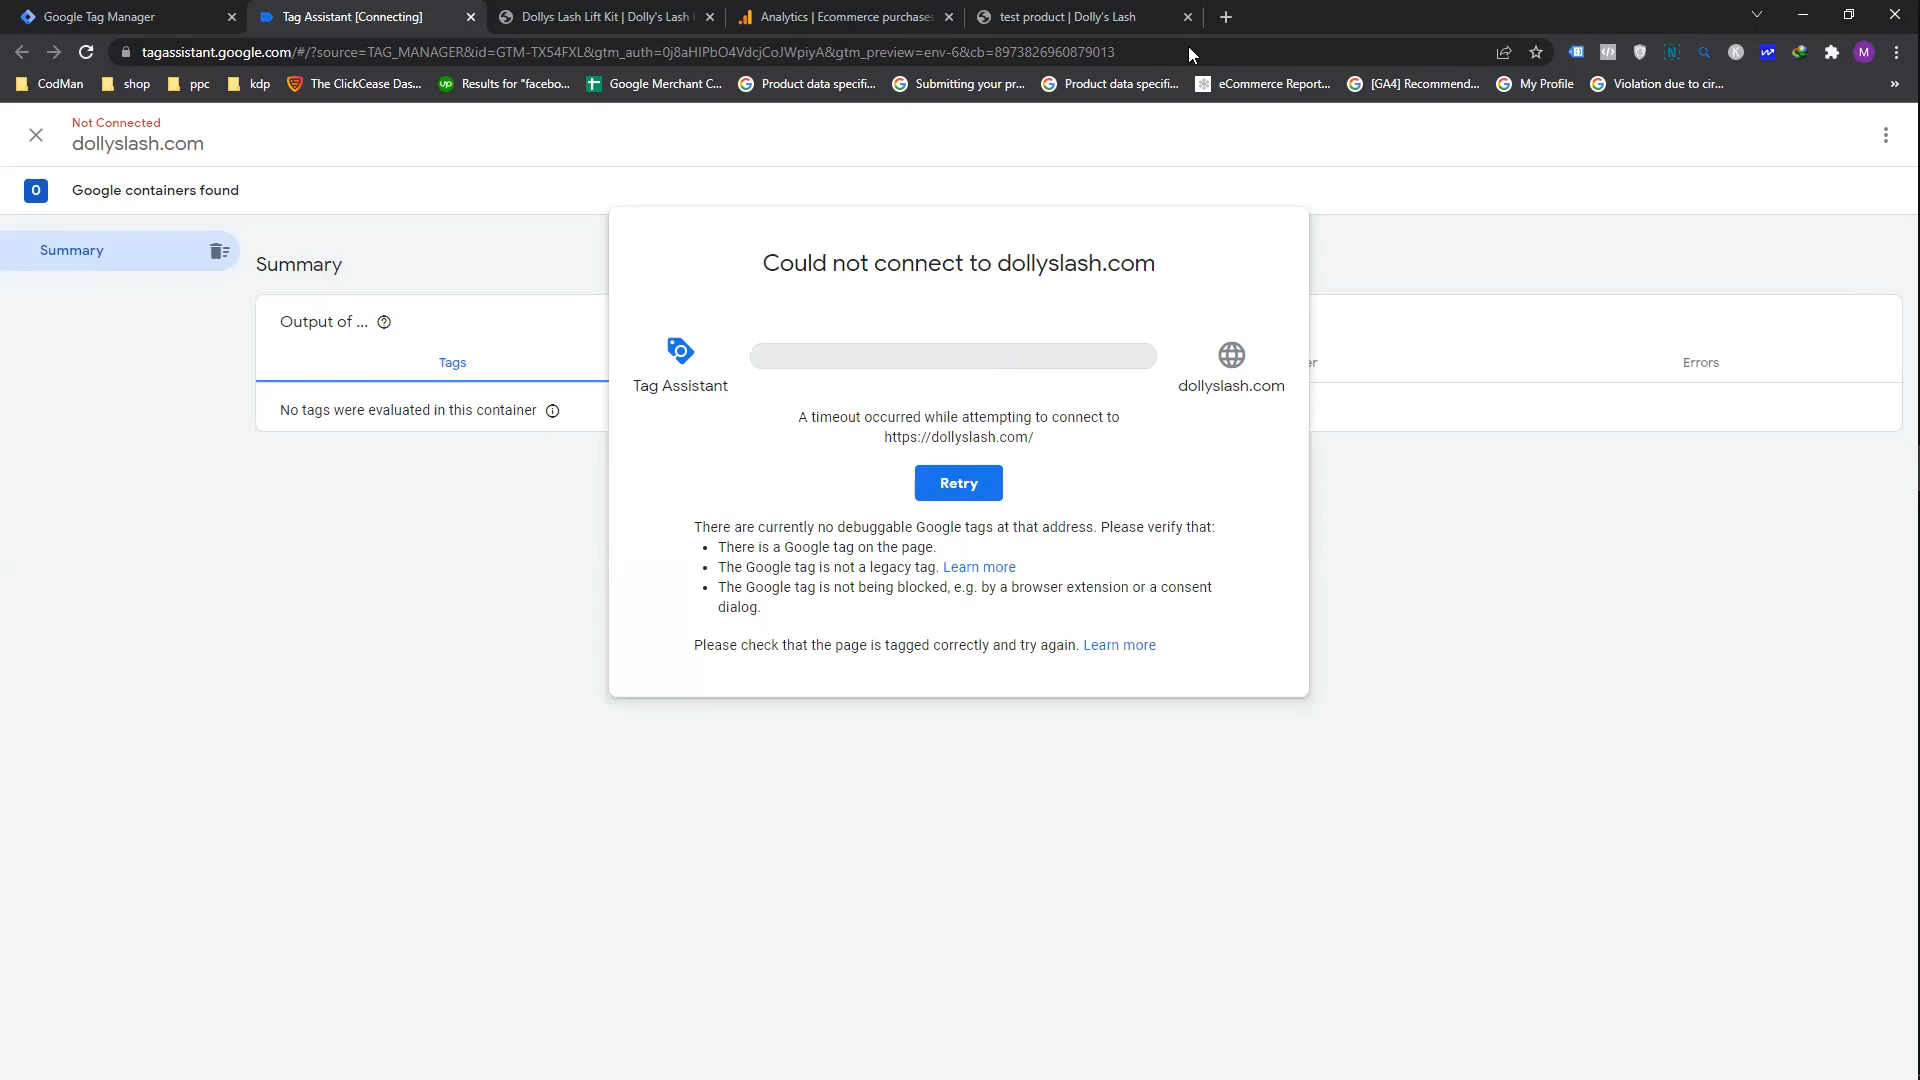 Google Tag Manager
Tag Assistant [Connecting]
Dollys Lash Lift Kit | Dolly's Lash
Analytics | Ecommerce purchases
test product | Dolly's Lash
tagassistant.google.com/#/?source=TAG_MANAGER&id=GTM-TX54FXL&gtm_auth=0j8aHIPbO4VdcjCoJWpiyA&gtm_preview=env-6&cb=8973826960879013
M
CodMan
shop
ppc
kdp
The ClickCease Das...
up
Results for "facebo...
Google Merchant C...
Product data specifi...
Submitting your pr...
Product data specifi...
eCommerce Report...
[GA4] Recommend...
My Profile
Violation due to cir...
Not Connected
dollyslash.com
0
Google containers found
Summary
Summary
Output of ...
Tags
Errors
No tags were evaluated in this container
Could not connect to dollyslash.com
Tag Assistant
dollyslash.com
A timeout occurred while attempting to connect to
https://dollyslash.com/
Retry
There are currently no debuggable Google tags at that address. Please verify that:
• There is a Google tag on the page.
• The Google tag is not a legacy tag. Learn more
• The Google tag is not being blocked, e.g. by a browser extension or a consent
dialog.
Please check that the page is tagged correctly and try again. Learn more